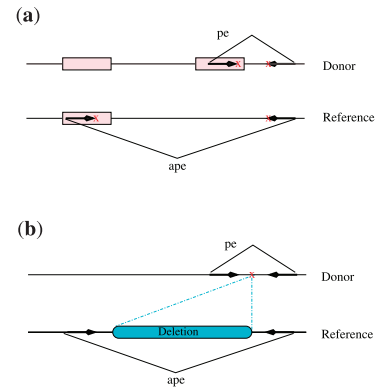 (a)
pe
x x
Donor
x x
Reference
ape
(b)
pe
x
Donor
Deletion
Reference
ape